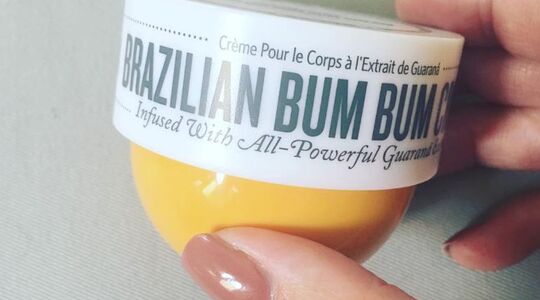 Crème Pour le Corps à l'Extrait de Guaraná
BRAZILIAN BUM BUM
Infused With All-Powerful Guaraná